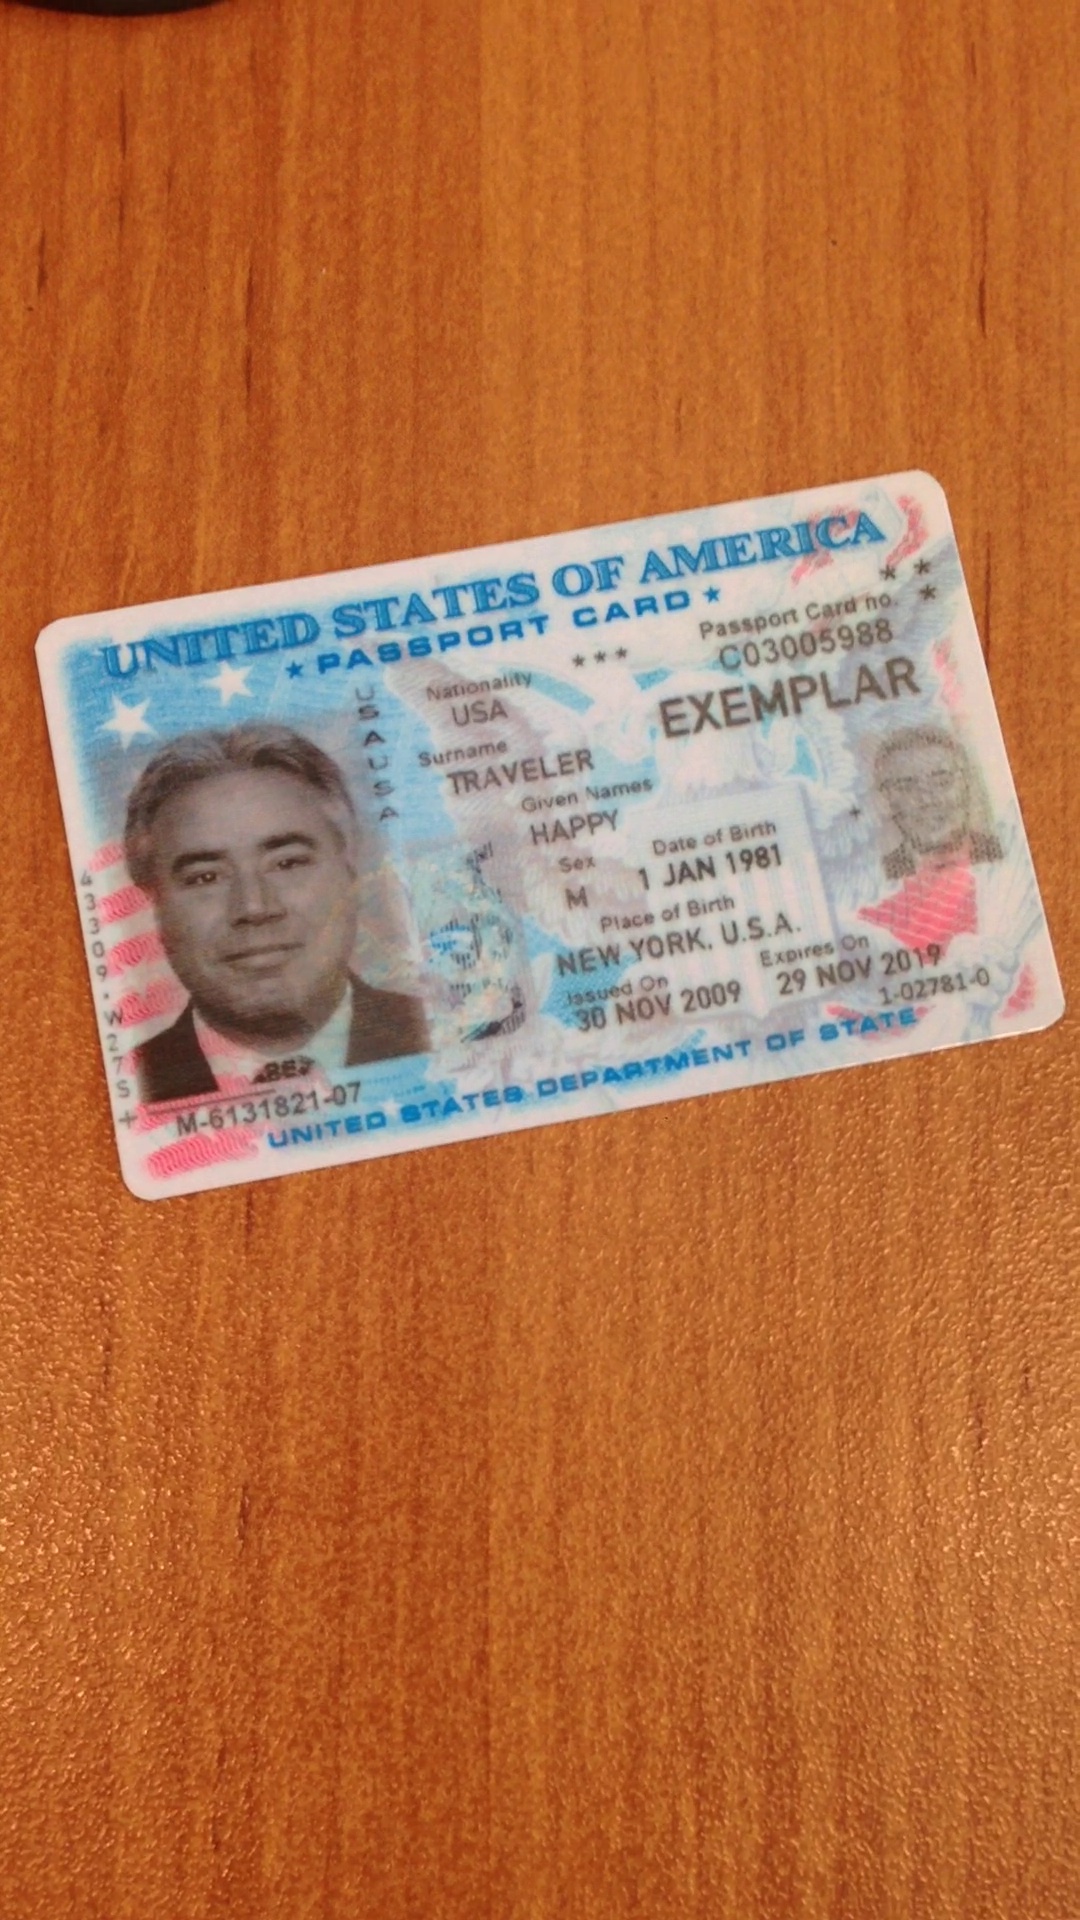 UNITED STATES OF AMERICA
★ PASSPORT CARD ★
Passport Card no.
C03005988
EXEMPLAR
USAUSA
Nationality
USA
Surname
TRAVELER
Given Names
HAPPY
Sex
M
Date of Birth
1 JAN 1981
Place of Birth
NEW YORK, U.S.A.
Issued On
30 NOV 2009
Expires On
29 NOV 2019
1-02781-0
M-6131821-07
UNITED STATES DEPARTMENT OF STATE